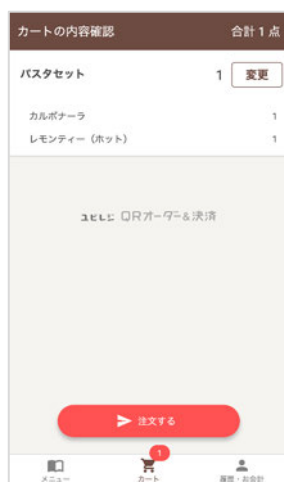 カートの内容確認 合計 1 点
パスタセット 1 変更
カルボナーラ 1
レモンティー（ホット） 1
ユビレジ QRオーダー&決済
注文する
1
メニュー カート 履歴・お会計